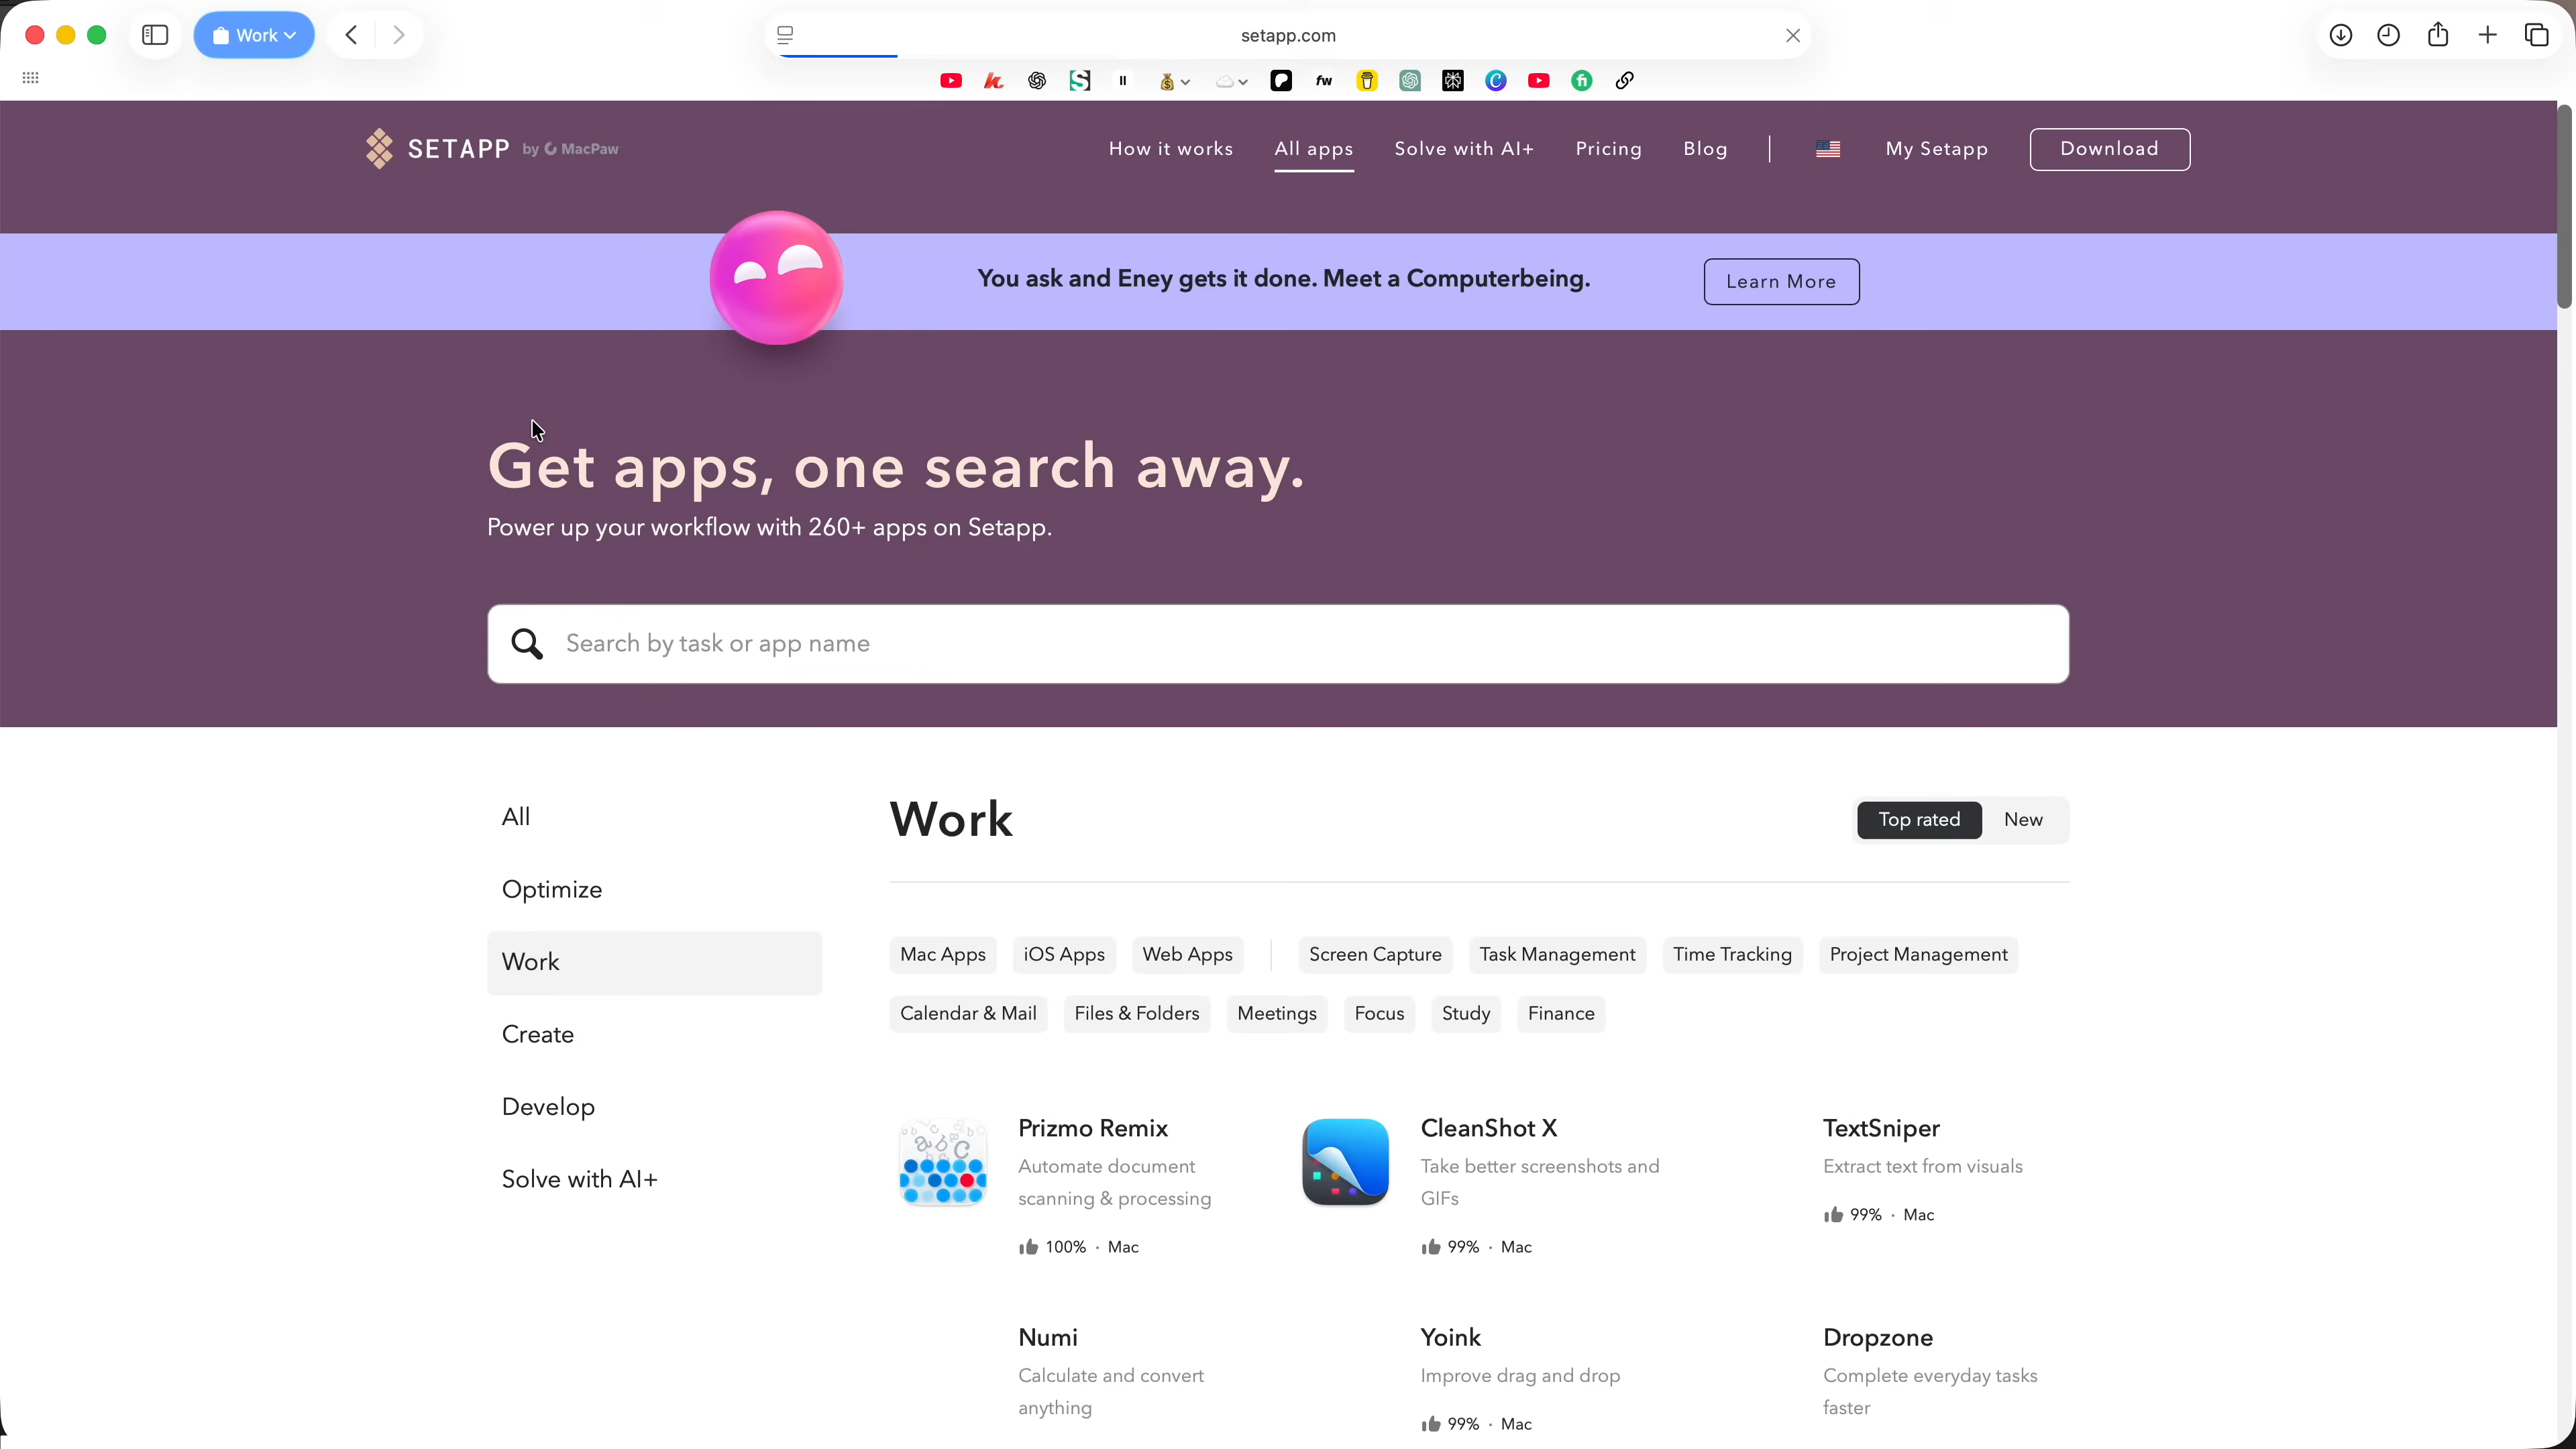 Work
setapp.com
SETAPP by MacPaw
How it works
All apps
Solve with AI+
Pricing
Blog
My Setapp
Download
You ask and Eney gets it done. Meet a Computerbeing.
Learn More
Get apps, one search away.
Power up your workflow with 260+ apps on Setapp.
Search by task or app name
All
Optimize
Work
Create
Develop
Solve with AI+
Work
Top rated
New
Mac Apps
iOS Apps
Web Apps
Screen Capture
Task Management
Time Tracking
Project Management
Calendar & Mail
Files & Folders
Meetings
Focus
Study
Finance
Prizmo Remix
Automate document
scanning & processing
100% · Mac
CleanShot X
Take better screenshots and
GIFs
99% · Mac
TextSniper
Extract text from visuals
99% · Mac
Numi
Calculate and convert
anything
Yoink
Improve drag and drop
99% · Mac
Dropzone
Complete everyday tasks
faster